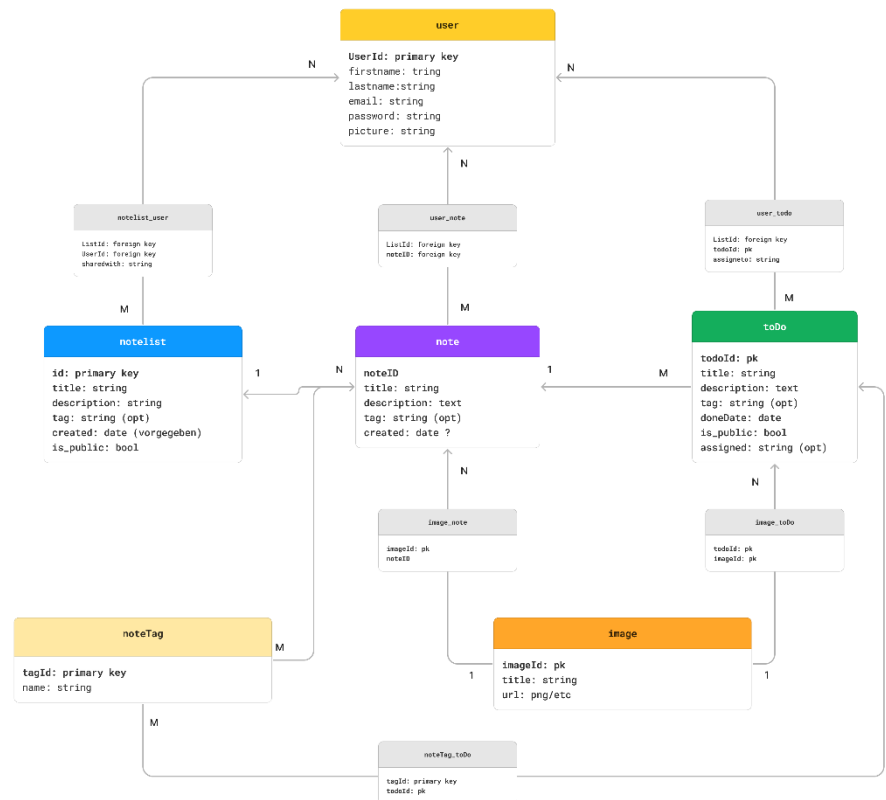 user
UserId: primary key
firstname: tring
lastname:string
email: string
password: string
picture: string
N
N
N
notelist_user
ListId: foreign key
UserId: foreign key
sharedwith: string
user_note
ListId: foreign key
noteID: foreign key
user_todo
ListId: foreign key
todoId: pk
assigneto: string
M
M
M
notelist
id: primary key
title: string
description: string
tag: string (opt)
created: date (vorgegeben)
is_public: bool
1
N
note
noteID
title: string
description: text
tag: string (opt)
created: date ?
1
M
toDo
todoId: pk
title: string
description: text
tag: string (opt)
doneDate: date
is_public: bool
assigned: string (opt)
N
N
image_note
imageId: pk
noteID
image_toDo
todoId: pk
imageId: pk
noteTag
tagId: primary key
name: string
M
M
image
imageId: pk
title: string
url: png/etc
1
1
noteTag_toDo
tagId: primary key
todoId: pk